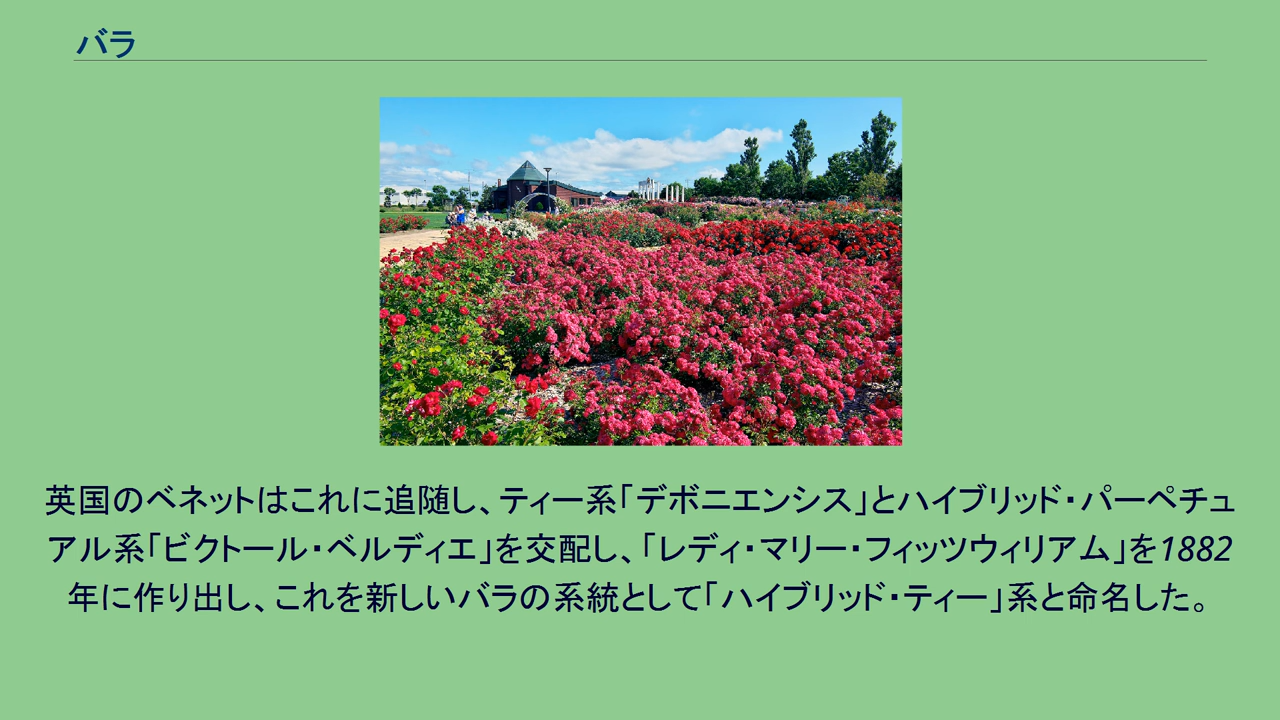 バラ
英国のベネットはこれに追随し、ティー系「デボニエンシス」とハイブリッド・パーペチュ
アル系「ビクトール・ベルディエ」を交配し、「レディ・マリー・フィッツウィリアム」を1882
年に作り出し、これを新しいバラの系統として「ハイブリッド・ティー」系と命名した。